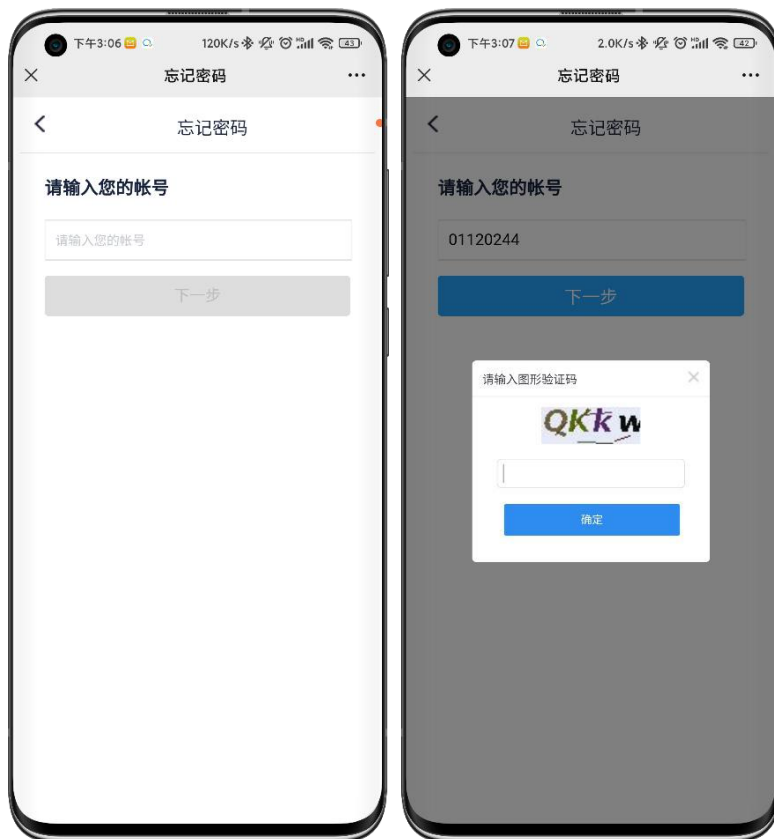 下午3:06
120K/s
43
忘记密码
忘记密码
请输入您的帐号
请输入您的帐号
下一步
下午3:07
2.0K/s
42
忘记密码
忘记密码
请输入您的帐号
01120244
下一步
请输入图形验证码
QKkw
确定